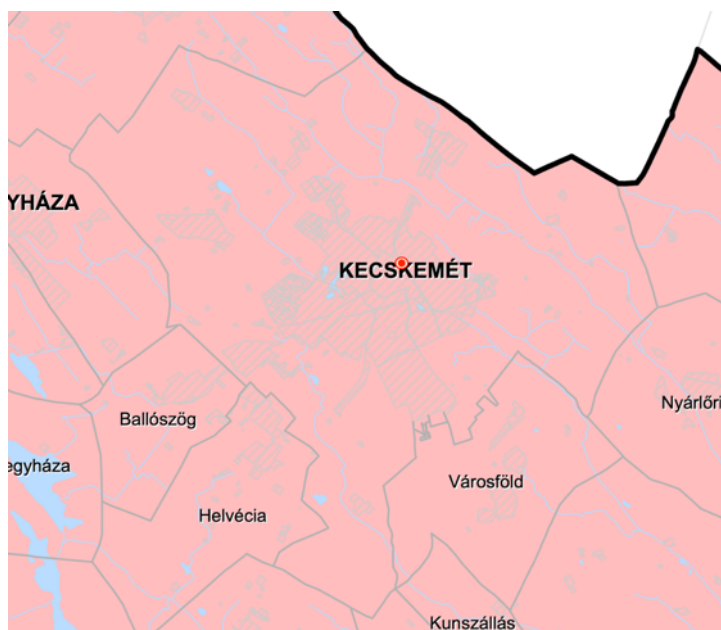 YHÁZA
KECSKEMÉT
Nyárlőri
Ballószög
egyháza
Városföld
Helvécia
Kunszállás